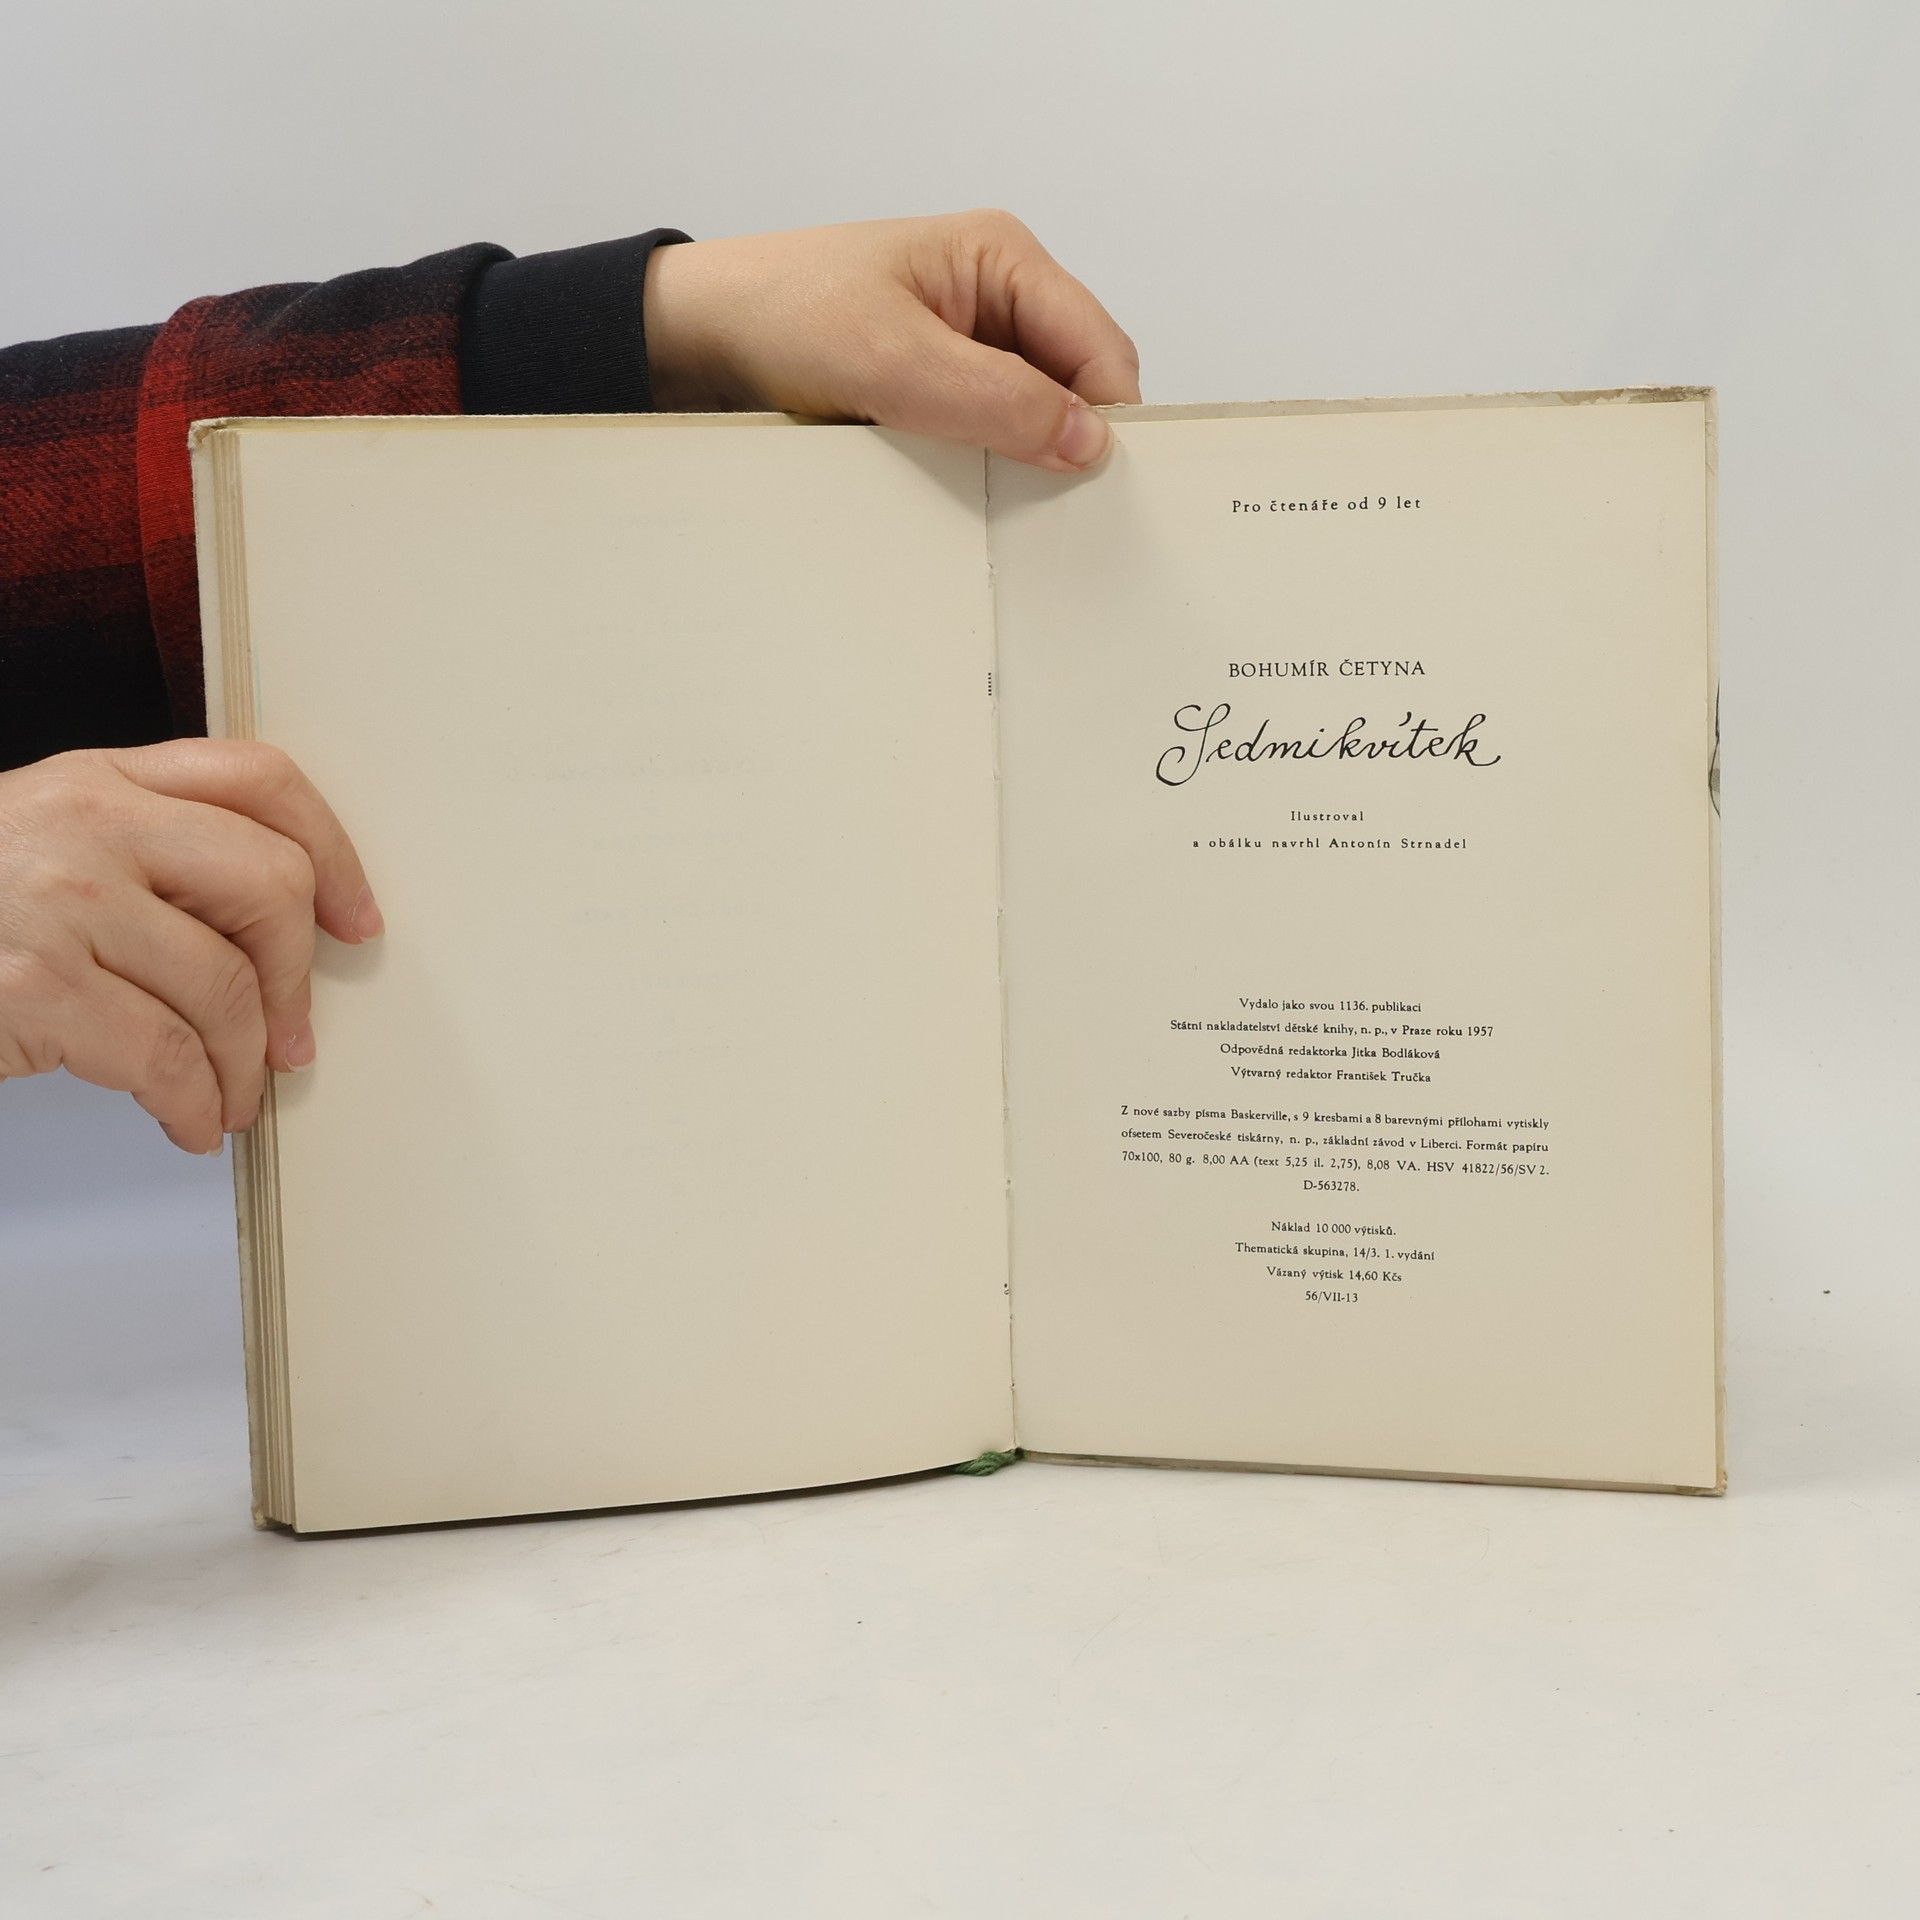 Pro čtenáře od 9 let
BOHUMÍR ČETYNA
Sedmikvítek
Ilustroval
a obálku navrhl Antonín Strnadel
Vydalo jako svou 1136. publikaci
Státní nakladatelství dětské knihy, n. p., v Praze roku 1957
Odpovědná redaktorka Jitka Bodláková
Výtvarný redaktor František Tručka
Z nové sazby písma Baskerville, s 9 kresbami a 8 barevnými přílohami vytiskly
ofsetem Severočeské tiskárny, n. p., základní závod v Liberci. Formát papíru
70x100, 80 g. 8,00 AA (text 5,25 il. 2,75), 8,08 VA. HSV 41822/56/SV 2.
D-563278.
Náklad 10 000 výtisků.
Thematická skupina, 14/3. 1. vydání
Vázaný výtisk 14,60 Kčs
56/VII-13